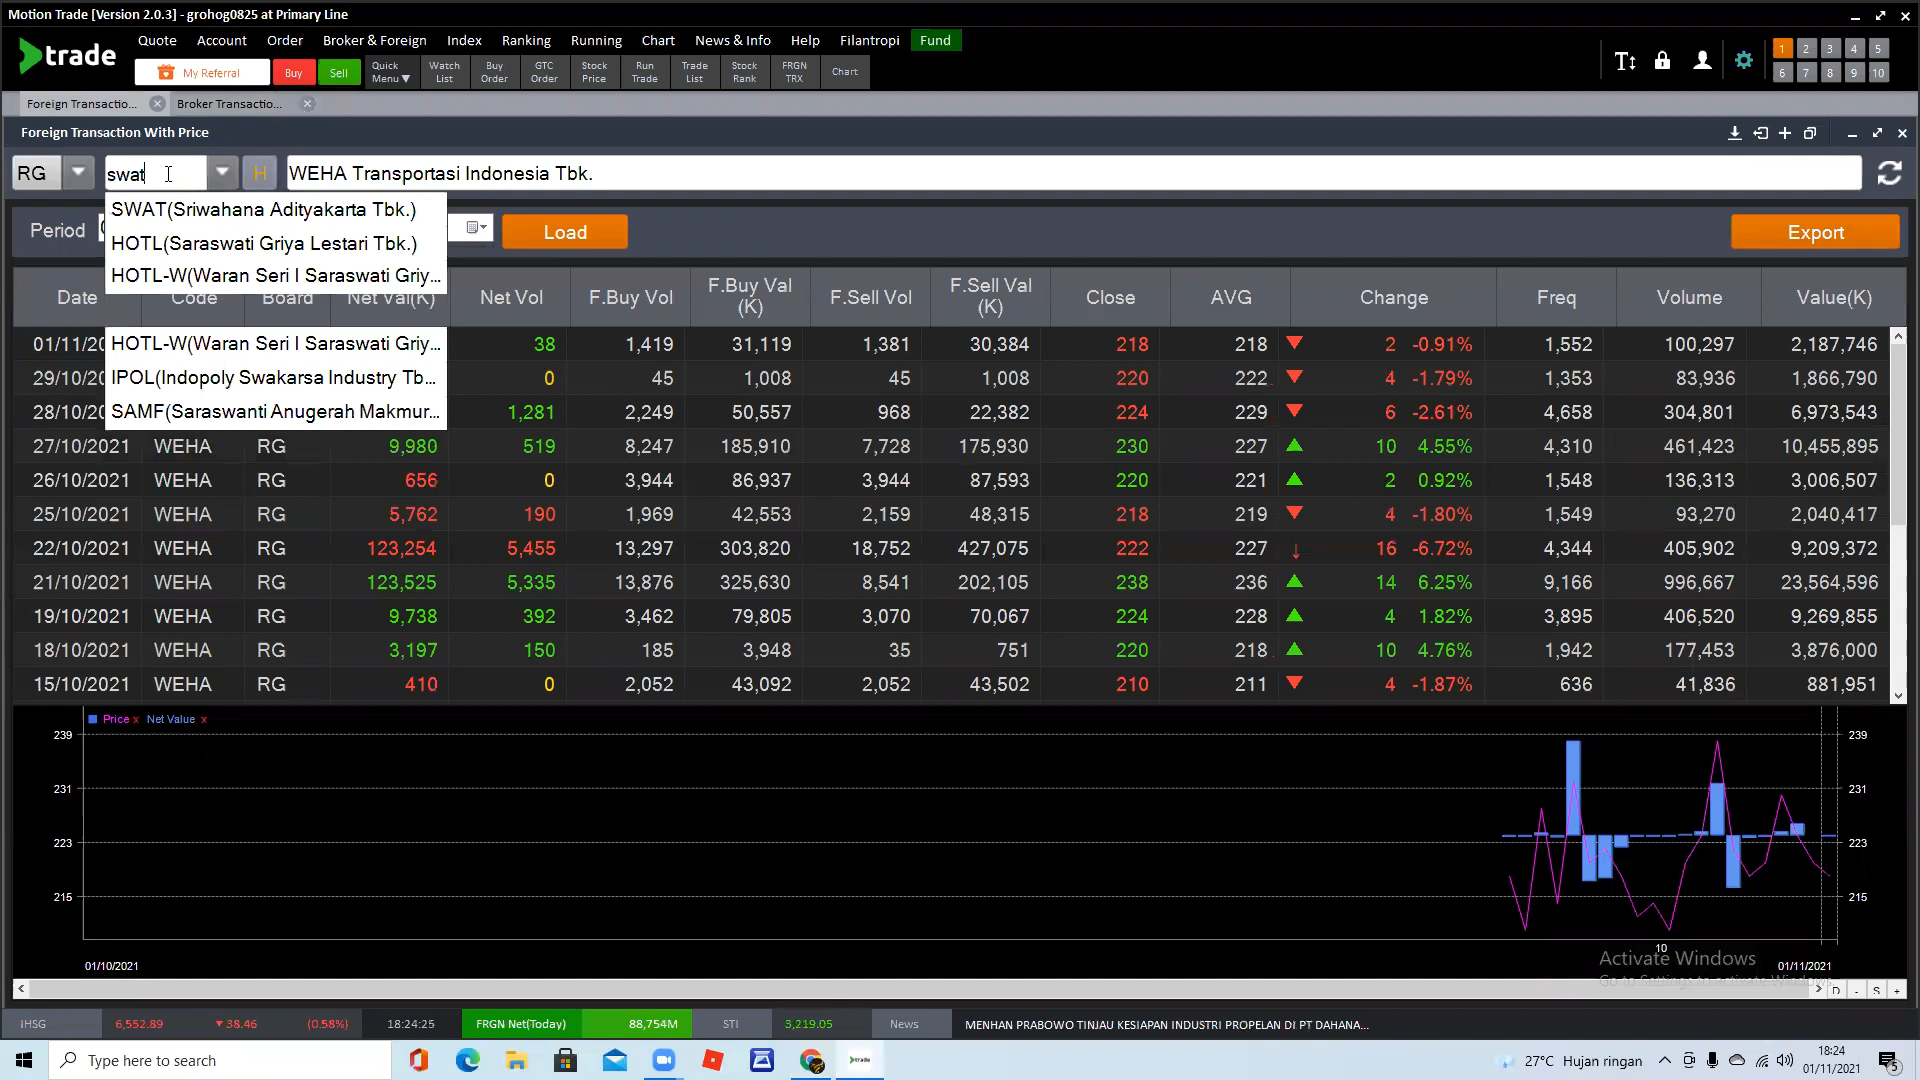 Motion Trade [Version 2.0.3] - grohog0825 at Primary Line
trade
Quote Account Order Broker & Foreign Index Ranking Running Chart News & Info Help Filantropi Fund
My Referral Buy Sell Quick Menu▼ Watch List Buy Order GTC Order Stock Price Run Trade Trade List Stock Rank FRGN TRX Chart
1 2 3 4 5
6 7 8 9 10
Foreign Transactio... Broker Transactio...
Foreign Transaction With Price
RG swat H WEHA Transportasi Indonesia Tbk.
SWAT(Sriwahana Adityakarta Tbk.)
HOTL(Saraswati Griya Lestari Tbk.)
HOTL-W(Waran Seri I Saraswati Griy...
HOTL-W(Waran Seri I Saraswati Griy...
IPOL(Indopoly Swakarsa Industry Tb...
SAMF(Saraswanti Anugerah Makmur...
Period Load Export
Date Code Board Net Val(K) Net Vol F.Buy Vol F.Buy Val (K) F.Sell Vol F.Sell Val (K) Close AVG Change Freq Volume Value(K)
01/11/20 38 1,419 31,119 1,381 30,384 218 218 2 -0.91% 1,552 100,297 2,187,746
29/10/20 0 45 1,008 45 1,008 220 222 4 -1.79% 1,353 83,936 1,866,790
28/10/20 1,281 2,249 50,557 968 22,382 224 229 6 -2.61% 4,658 304,801 6,973,543
27/10/2021 WEHA RG 9,980 519 8,247 185,910 7,728 175,930 230 227 10 4.55% 4,310 461,423 10,455,895
26/10/2021 WEHA RG 656 0 3,944 86,937 3,944 87,593 220 221 2 0.92% 1,548 136,313 3,006,507
25/10/2021 WEHA RG 5,762 190 1,969 42,553 2,159 48,315 218 219 4 -1.80% 1,549 93,270 2,040,417
22/10/2021 WEHA RG 123,254 5,455 13,297 303,820 18,752 427,075 222 227 16 -6.72% 4,344 405,902 9,209,372
21/10/2021 WEHA RG 123,525 5,335 13,876 325,630 8,541 202,105 238 236 14 6.25% 9,166 996,667 23,564,596
19/10/2021 WEHA RG 9,738 392 3,462 79,805 3,070 70,067 224 228 4 1.82% 3,895 406,520 9,269,855
18/10/2021 WEHA RG 3,197 150 185 3,948 35 751 220 218 10 4.76% 1,942 177,453 3,876,000
15/10/2021 WEHA RG 410 0 2,052 43,092 2,052 43,502 210 211 4 -1.87% 636 41,836 881,951
Price x Net Value x
239 239
231 231
223 223
215 215
10
Activate Windows
01/10/2021 01/11/2021
Go to Settings to activate Windows.
D - S +
IHSG 6,552.89 ▼38.46 (0.58%) 18:24:25 FRGN Net(Today) 88,754M STI 3,219.05 News MENHAN PRABOWO TINJAU KESIAPAN INDUSTRI PROPELAN DI PT DAHANA...
Type here to search trade 27°C Hujan ringan 18:24
01/11/2021 5